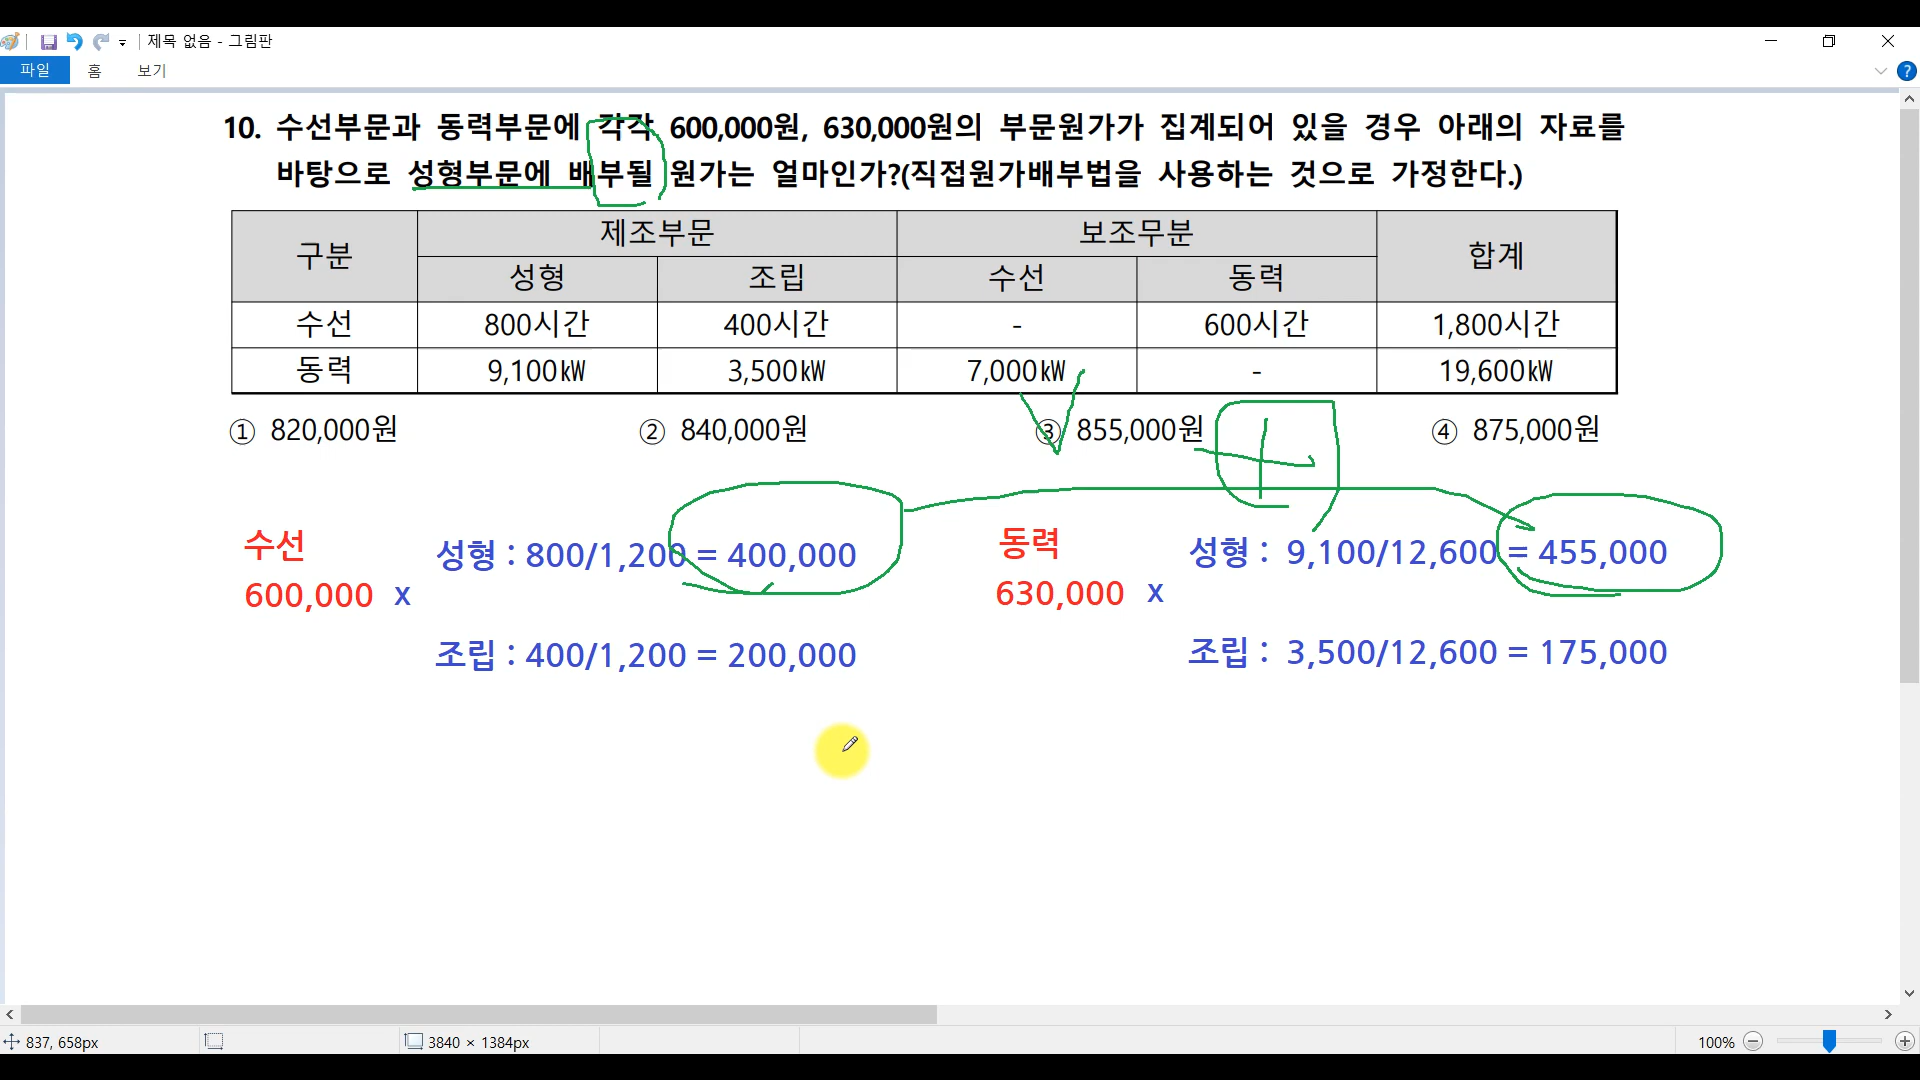 제목 없음 - 그림판
파일 홈 보기
10. 수선부문과 동력부문에 각각 600,000원, 630,000원의 부문원가가 집계되어 있을 경우 아래의 자료를
바탕으로 성형부문에 배부될 원가는 얼마인가?(직접원가배부법을 사용하는 것으로 가정한다.)
구분 제조부문 보조무분 합계
성형 조립 수선 동력
수선 800시간 400시간 - 600시간 1,800시간
동력 9,100㎾ 3,500㎾ 7,000㎾ - 19,600㎾
① 820,000원 ② 840,000원 ③ 855,000원 ④ 875,000원
수선
600,000 x
성형 : 800/1,200 = 400,000
조립 : 400/1,200 = 200,000
동력
630,000 x
성형 : 9,100/12,600 = 455,000
조립 : 3,500/12,600 = 175,000
837, 658px 3840 × 1384px 100%